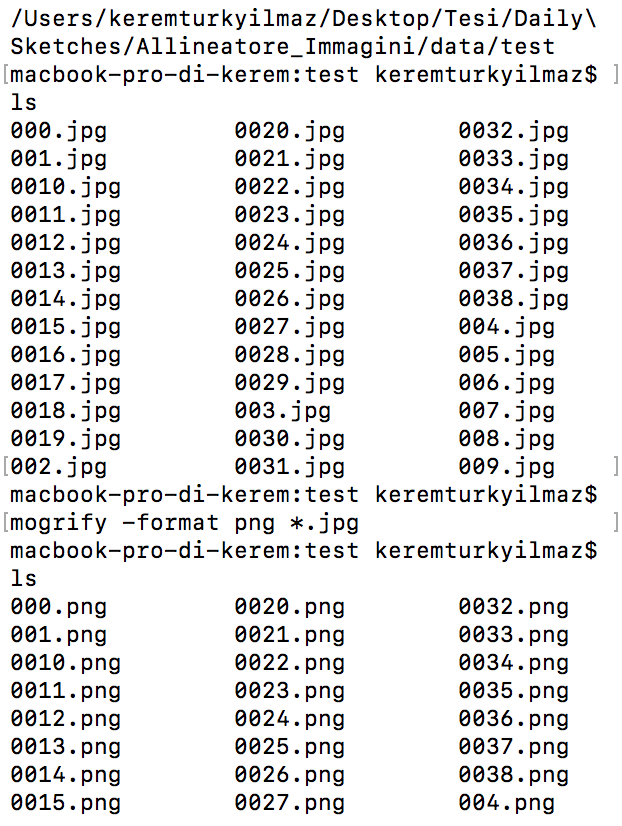 /Users/keremturkyilmaz/Desktop/Tesi/Daily\
Sketches/Allineatore_Immagini/data/test
[macbook-pro-di-kerem:test keremturkyilmaz$ ]
ls
000.jpg 0020.jpg 0032.jpg
001.jpg 0021.jpg 0033.jpg
0010.jpg 0022.jpg 0034.jpg
0011.jpg 0023.jpg 0035.jpg
0012.jpg 0024.jpg 0036.jpg
0013.jpg 0025.jpg 0037.jpg
0014.jpg 0026.jpg 0038.jpg
0015.jpg 0027.jpg 004.jpg
0016.jpg 0028.jpg 005.jpg
0017.jpg 0029.jpg 006.jpg
0018.jpg 003.jpg 007.jpg
0019.jpg 0030.jpg 008.jpg
[002.jpg 0031.jpg 009.jpg ]
macbook-pro-di-kerem:test keremturkyilmaz$
[mogrify -format png *.jpg ]
macbook-pro-di-kerem:test keremturkyilmaz$
ls
000.png 0020.png 0032.png
001.png 0021.png 0033.png
0010.png 0022.png 0034.png
0011.png 0023.png 0035.png
0012.png 0024.png 0036.png
0013.png 0025.png 0037.png
0014.png 0026.png 0038.png
0015.png 0027.png 004.png